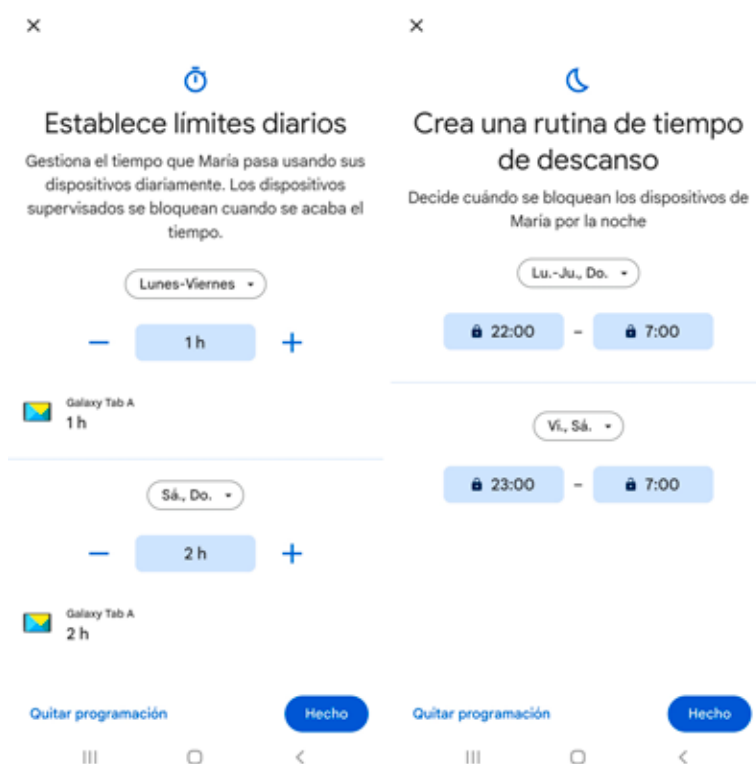 Establece límites diarios
Gestiona el tiempo que María pasa usando sus
dispositivos diariamente. Los dispositivos
supervisados se bloquean cuando se acaba el
tiempo.
Lunes-Viernes
1 h
Galaxy Tab A
1 h
Sá., Do.
2 h
Galaxy Tab A
2 h
Quitar programación
Hecho
Crea una rutina de tiempo
de descanso
Decide cuándo se bloquean los dispositivos de
María por la noche
Lu.-Ju., Do.
22:00 – 7:00
Vi., Sá.
23:00 – 7:00
Quitar programación
Hecho